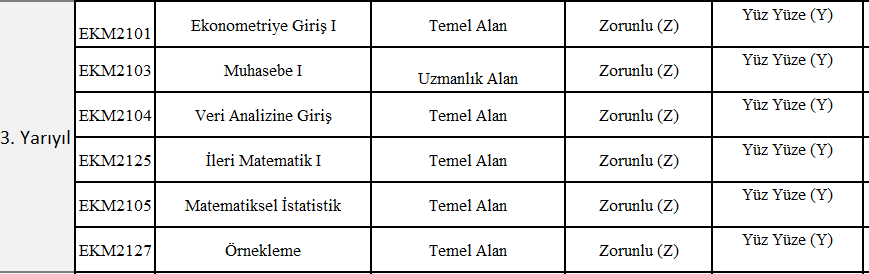 3. Yarıyıl
EKM2101 Ekonometriye Giriş I Temel Alan Zorunlu (Z) Yüz Yüze (Y)
EKM2103 Muhasebe I Uzmanlık Alan Zorunlu (Z) Yüz Yüze (Y)
EKM2104 Veri Analizine Giriş Temel Alan Zorunlu (Z) Yüz Yüze (Y)
EKM2125 İleri Matematik I Temel Alan Zorunlu (Z) Yüz Yüze (Y)
EKM2105 Matematiksel İstatistik Temel Alan Zorunlu (Z) Yüz Yüze (Y)
EKM2127 Örnekleme Temel Alan Zorunlu (Z) Yüz Yüze (Y)